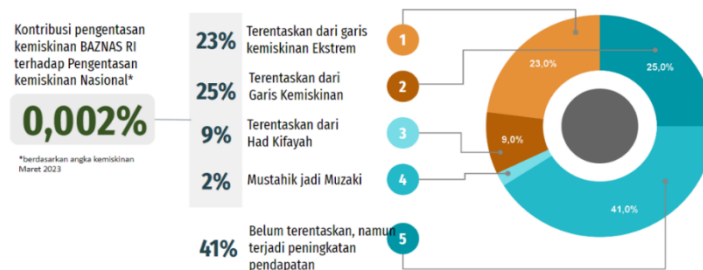 Kontribusi pengentasan
kemiskinan BAZNAS RI
terhadap Pengentasan
kemiskinan Nasional*
0,002%
*berdasarkan angka kemiskinan
Maret 2023
23%
Terentaskan dari garis
kemiskinan Ekstrem
1
25%
Terentaskan dari
Garis Kemiskinan
2
9%
Terentaskan dari
Had Kifayah
3
2%
Mustahik jadi Muzaki
4
41%
Belum terentaskan, namun
terjadi peningkatan
pendapatan
5
23,0%
25,0%
9,0%
41,0%